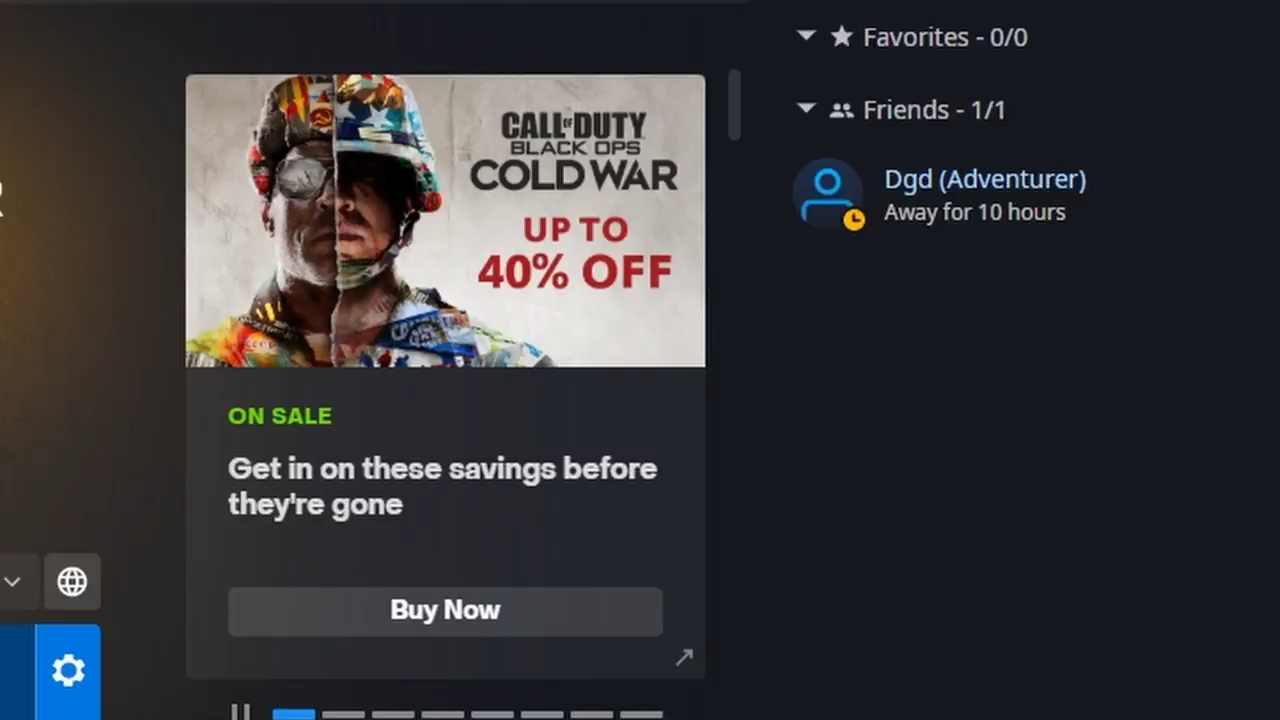 Favorites - 0/0
Friends - 1/1
Dgd (Adventurer)
Away for 10 hours
CALL OF DUTY
BLACK OPS
COLD WAR
UP TO
40% OFF
ON SALE
Get in on these savings before
they're gone
Buy Now